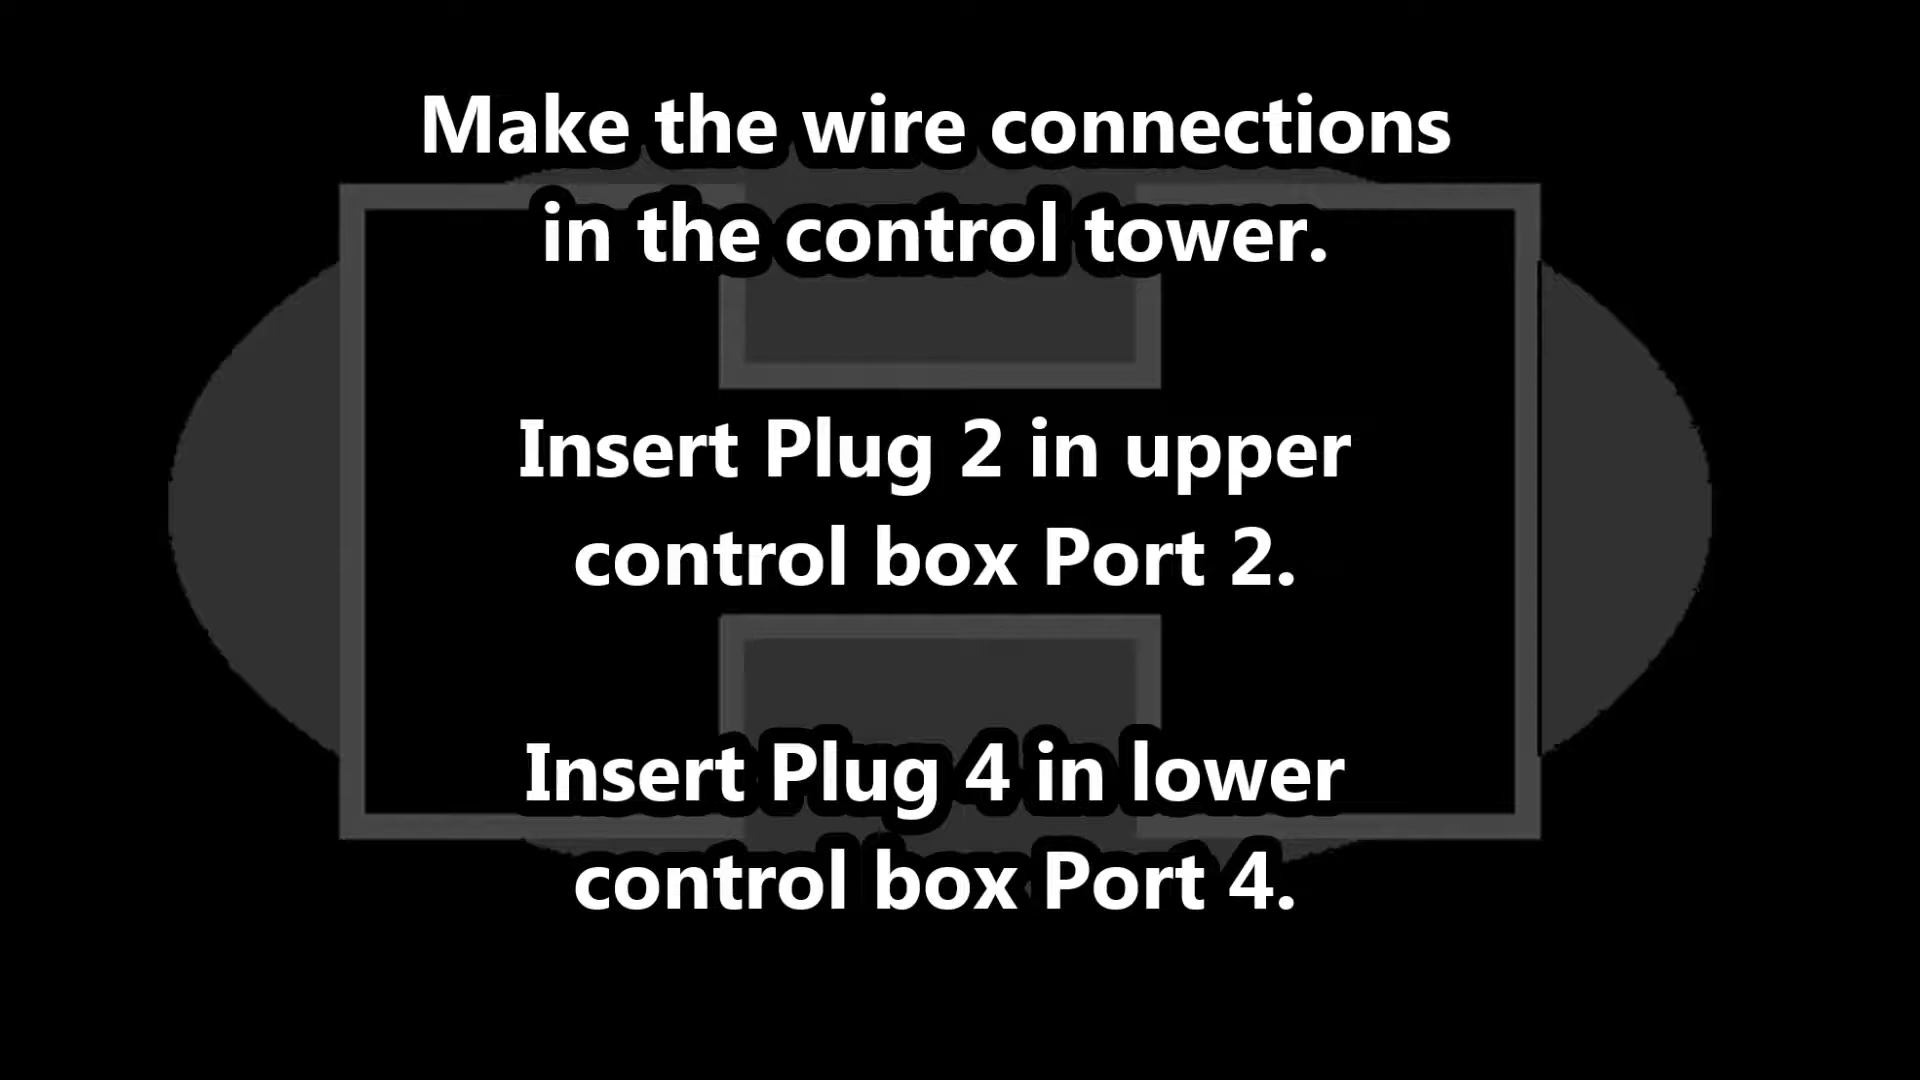 Make the wire connections
in the control tower.
Insert Plug 2 in upper
control box Port 2.
Insert Plug 4 in lower
control box Port 4.